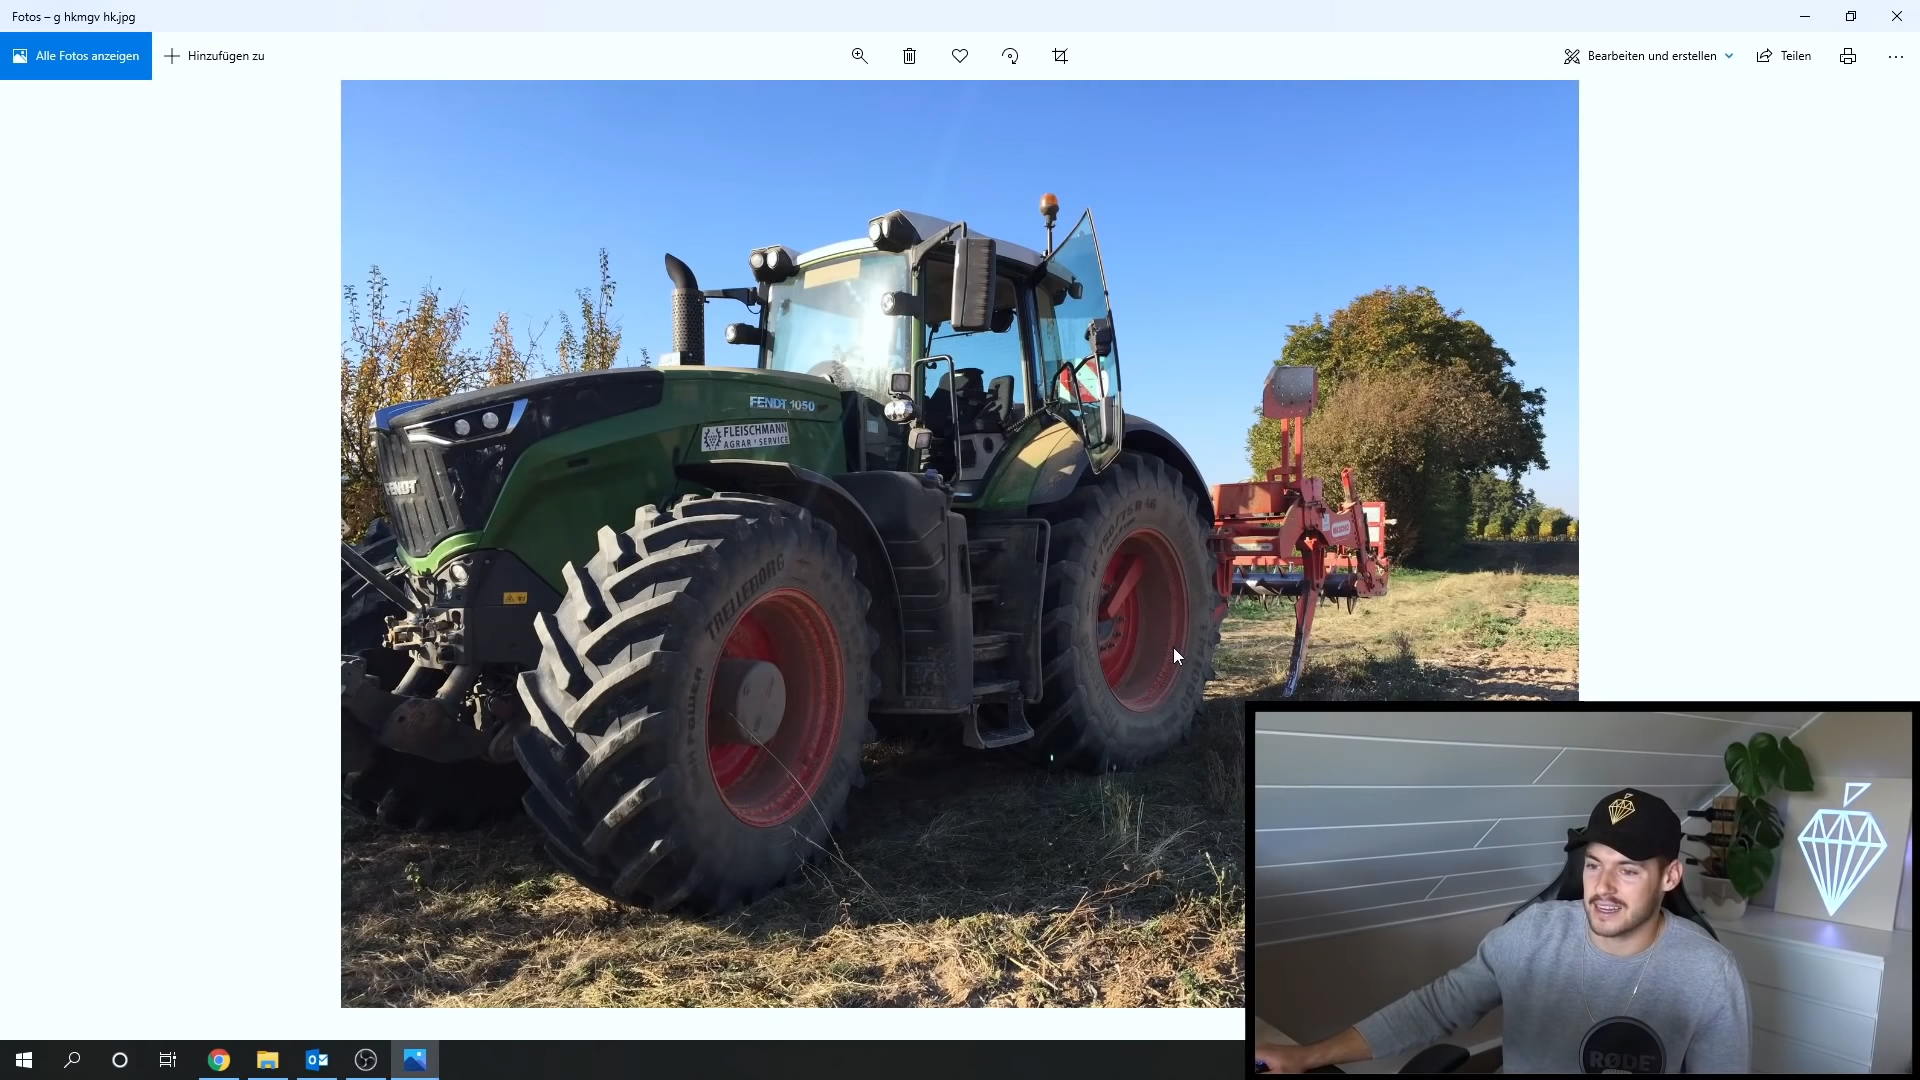 Fotos – g hkmgv hk.jpg
Alle Fotos anzeigen
Hinzufügen zu
Bearbeiten und erstellen
Teilen
FENDT 1050
FLEISCHMANN
AGRAR SERVICE
FENDT
TRELLEBORG
RØDE